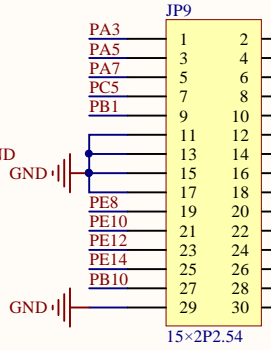 JP9
PA3 1 2
PA5 3 4
PA7 5 6
PC5 7 8
PB1 9 10
11 12
ND 13 14
GND 15 16
17 18
PE8 19 20
PE10 21 22
PE12 23 24
PE14 25 26
PB10 27 28
GND 29 30
15×2P2.54